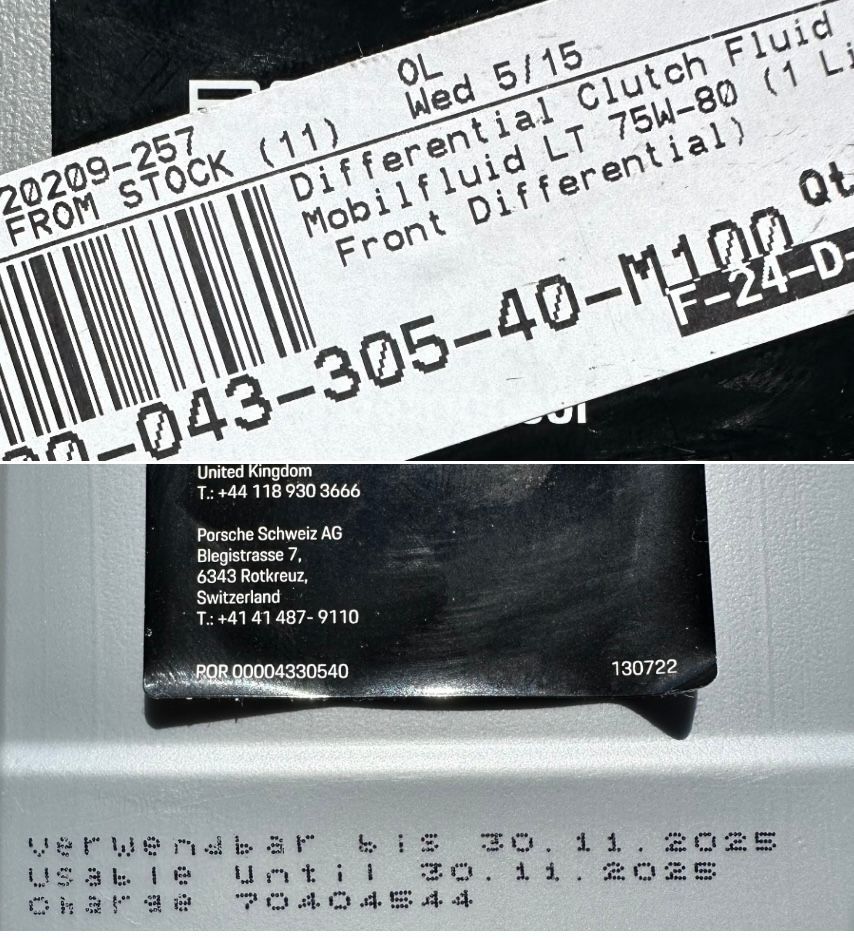 OL
Wed 5/15
20209-257
FROM STOCK (11)
Differential Clutch Fluid
Mobilfluid LT 75W-80 (1 Li
Front Differential)
Qt
00-043-305-40-M100
F-24-D-
United Kingdom
T.: +44 118 930 3666
Porsche Schweiz AG
Blegistrasse 7,
6343 Rotkreuz,
Switzerland
T.: +41 41 487- 9110
POR 00004330540
130722
Verwendbar bis 30.11.2025
Usable until 30.11.2025
Charge 70404544